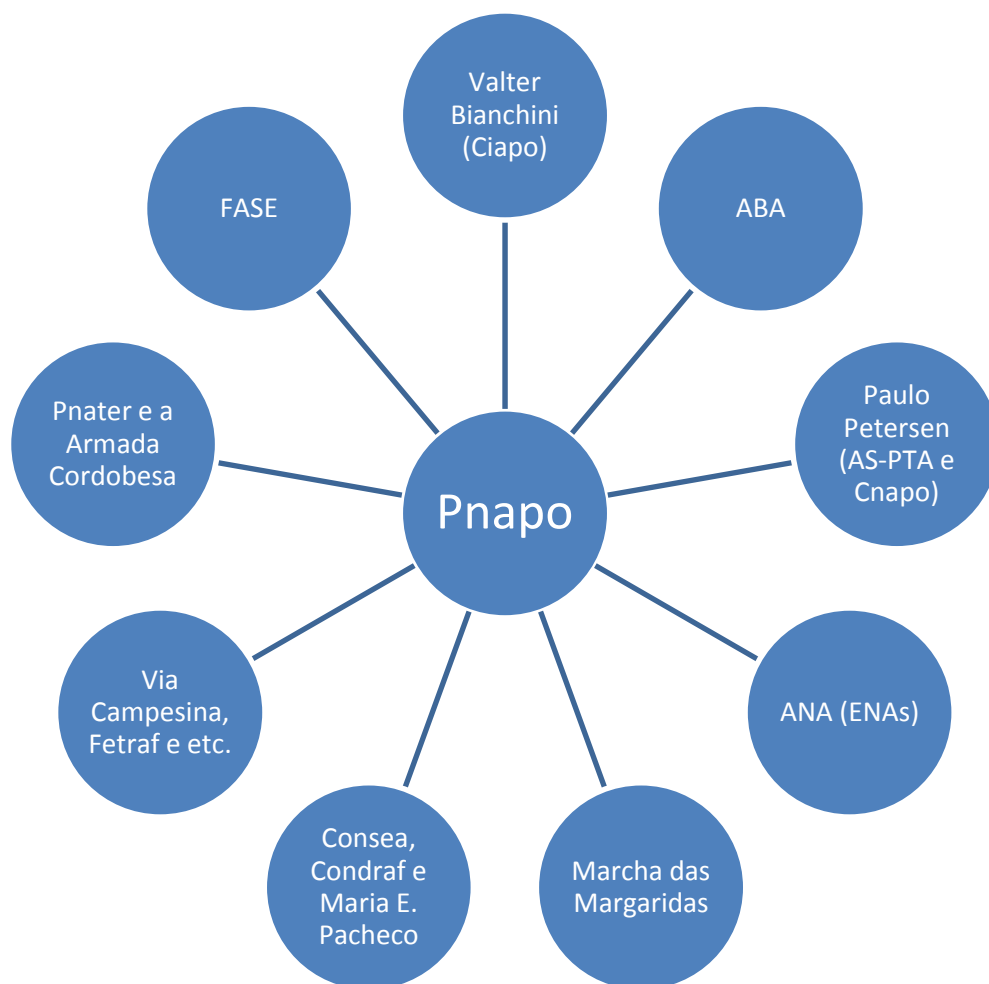 Valter
Bianchini
(Ciapo)
ABA
Paulo
Petersen
(AS-PTA e
Cnapo)
ANA (ENAs)
Marcha das
Margaridas
Consea,
Condraf e
Maria E.
Pacheco
Via
Campesina,
Fetraf e etc.
Pnater e a
Armada
Cordobesa
FASE
Pnapo